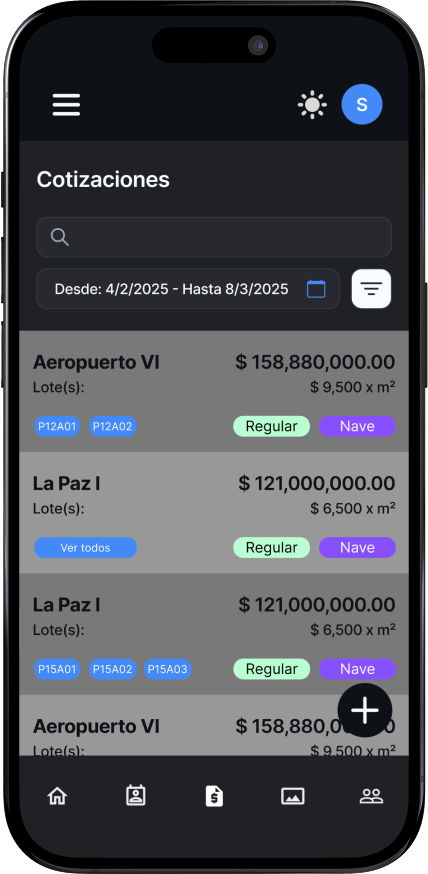 S
Cotizaciones
Desde: 4/2/2025 - Hasta 8/3/2025
Aeropuerto VI $ 158,880,000.00
Lote(s): $ 9,500 x m²
P12A01 P12A02 Regular Nave
La Paz I $ 121,000,000.00
Lote(s): $ 6,500 x m²
Ver todos Regular Nave
La Paz I $ 121,000,000.00
Lote(s): $ 6,500 x m²
P15A01 P15A02 P15A03 Regular Nave
Aeropuerto VI $ 158,880,0
Lote(s): $ 9,500 x m²